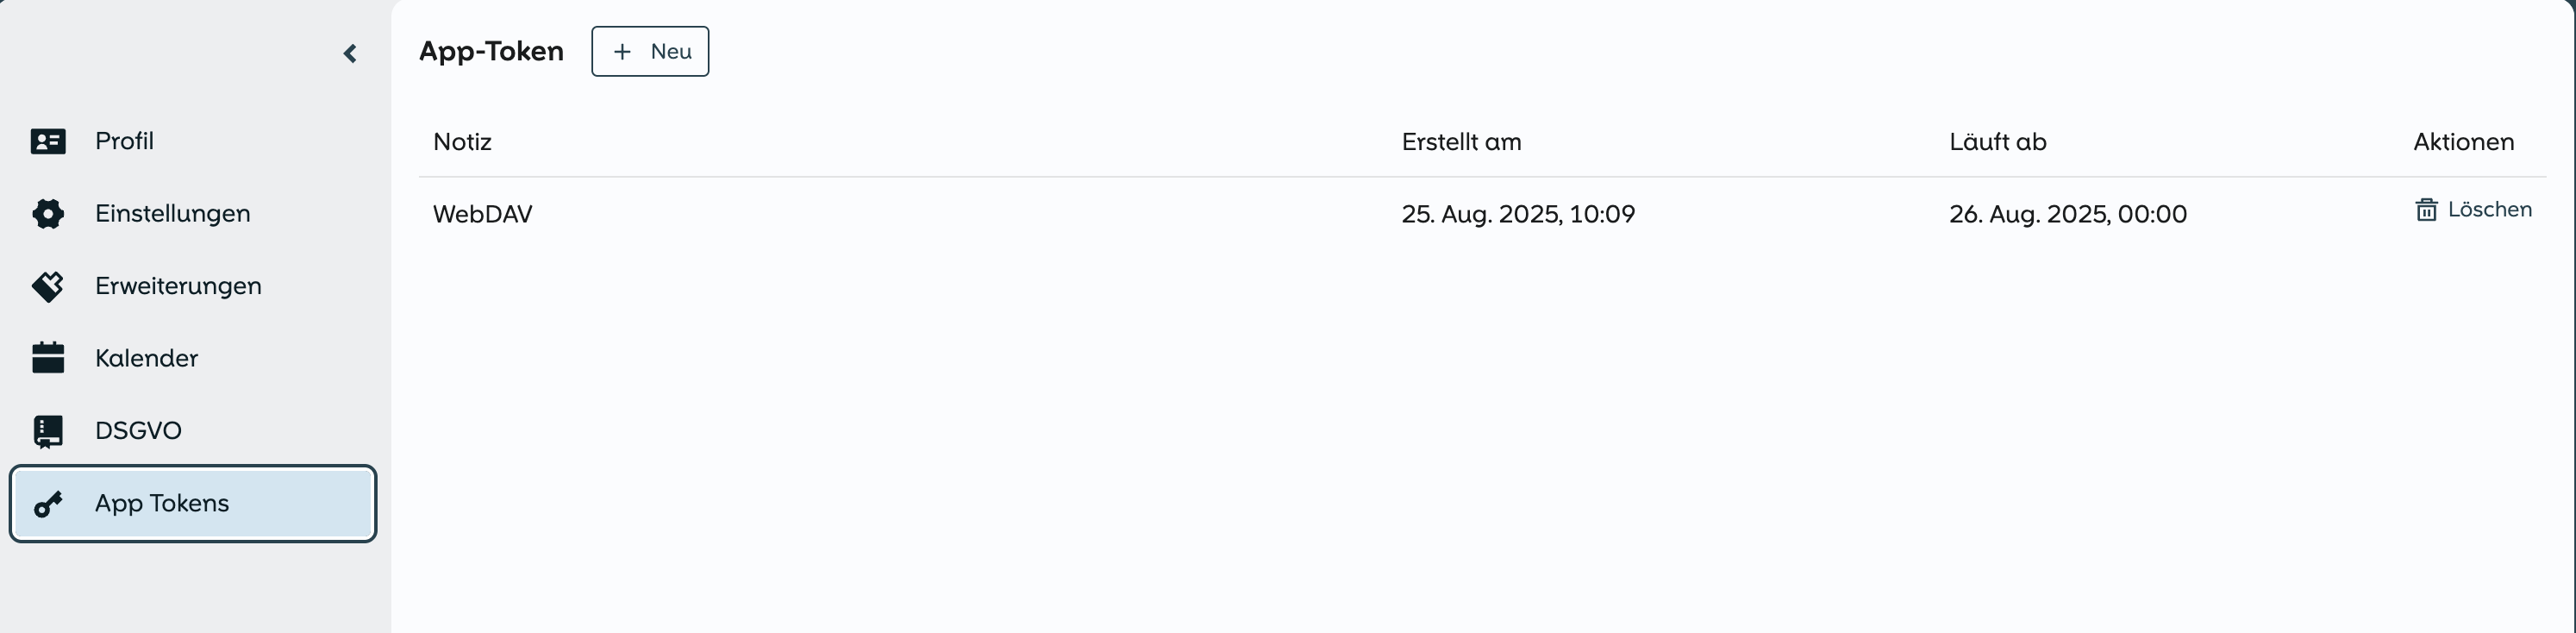 App-Token
Neu
Profil
Einstellungen
Erweiterungen
Kalender
DSGVO
App Tokens
Notiz Erstellt am Läuft ab Aktionen
WebDAV 25. Aug. 2025, 10:09 26. Aug. 2025, 00:00 Löschen